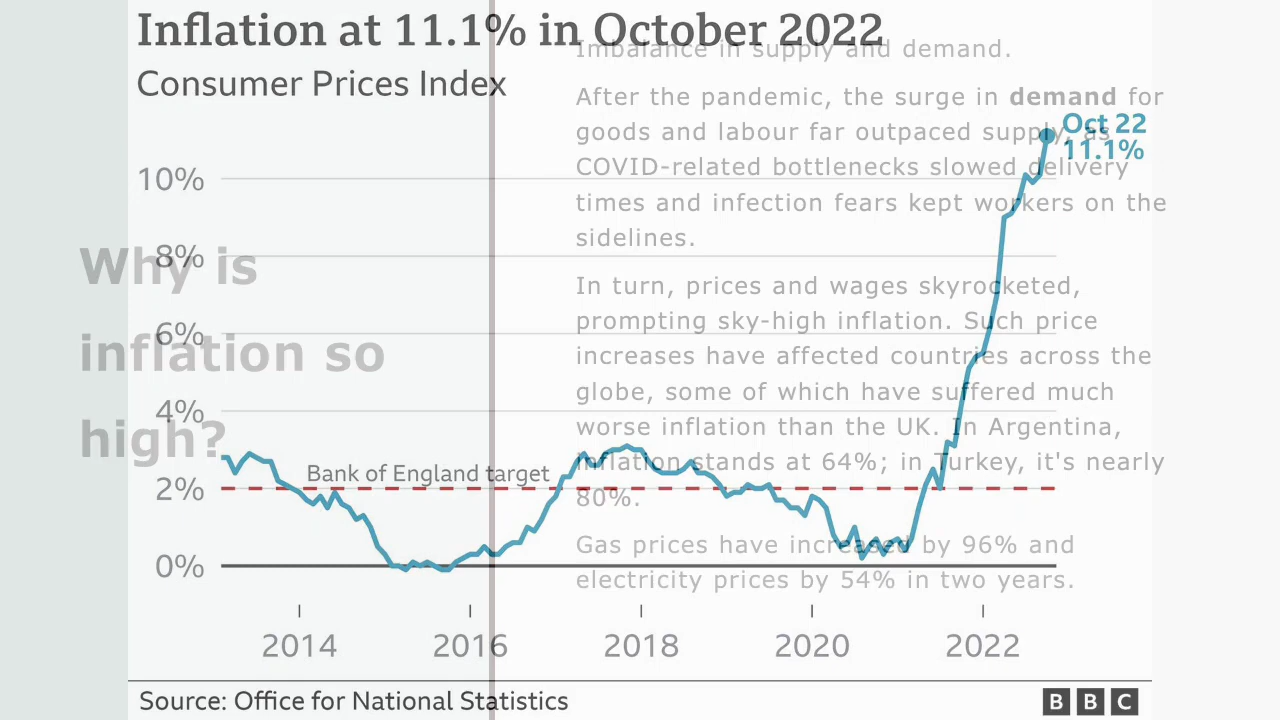 Inflation at 11.1% in October 2022
Consumer Prices Index
Oct 22
11.1%
10%
8%
6%
4%
2%
0%
Bank of England target
2014
2016
2018
2020
2022
Source: Office for National Statistics
BBC
Why is
inflation so
high?
Imbalance in supply and demand.
After the pandemic, the surge in demand for
goods and labour far outpaced supply, as
COVID-related bottlenecks slowed delivery
times and infection fears kept workers on the
sidelines.
In turn, prices and wages skyrocketed,
prompting sky-high inflation. Such price
increases have affected countries across the
globe, some of which have suffered much
worse inflation than the UK. In Argentina,
inflation stands at 64%; in Turkey, it's nearly
80%.
Gas prices have increased by 96% and
electricity prices by 54% in two years.